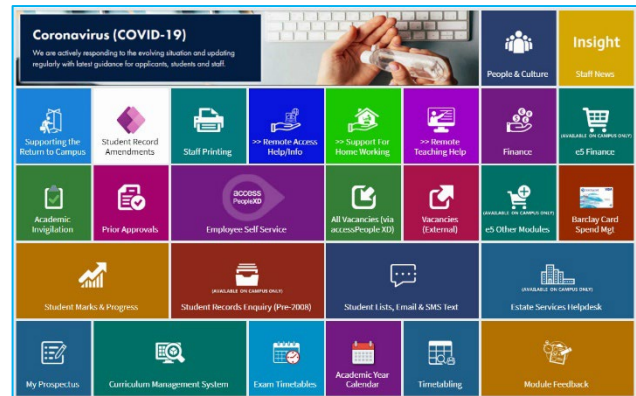 Coronavirus (COVID-19)
We are actively responding to the evolving situation and updating
regularly with latest guidance for applicants, students and staff.
People & Culture
Insight
Staff News
Supporting the
Return to Campus
Student Record
Amendments
Staff Printing
>> Remote Access
Help/Info
>> Support For
Home Working
>> Remote
Teaching Help
Finance
(AVAILABLE ON CAMPUS ONLY)
e5 Finance
Academic
Invigilation
Prior Approvals
access
PeopleXD
Employee Self Service
All Vacancies (via
accessPeople XD)
Vacancies
(External)
(AVAILABLE ON CAMPUS ONLY)
e5 Other Modules
Barclay Card
Spend Mgt
Student Marks & Progress
(AVAILABLE ON CAMPUS ONLY)
Student Records Enquiry (Pre-2008)
Student Lists, Email & SMS Text
(AVAILABLE ON CAMPUS ONLY)
Estate Services Helpdesk
My Prospectus
Curriculum Management System
Exam Timetables
Academic Year
Calendar
Timetabling
Module Feedback